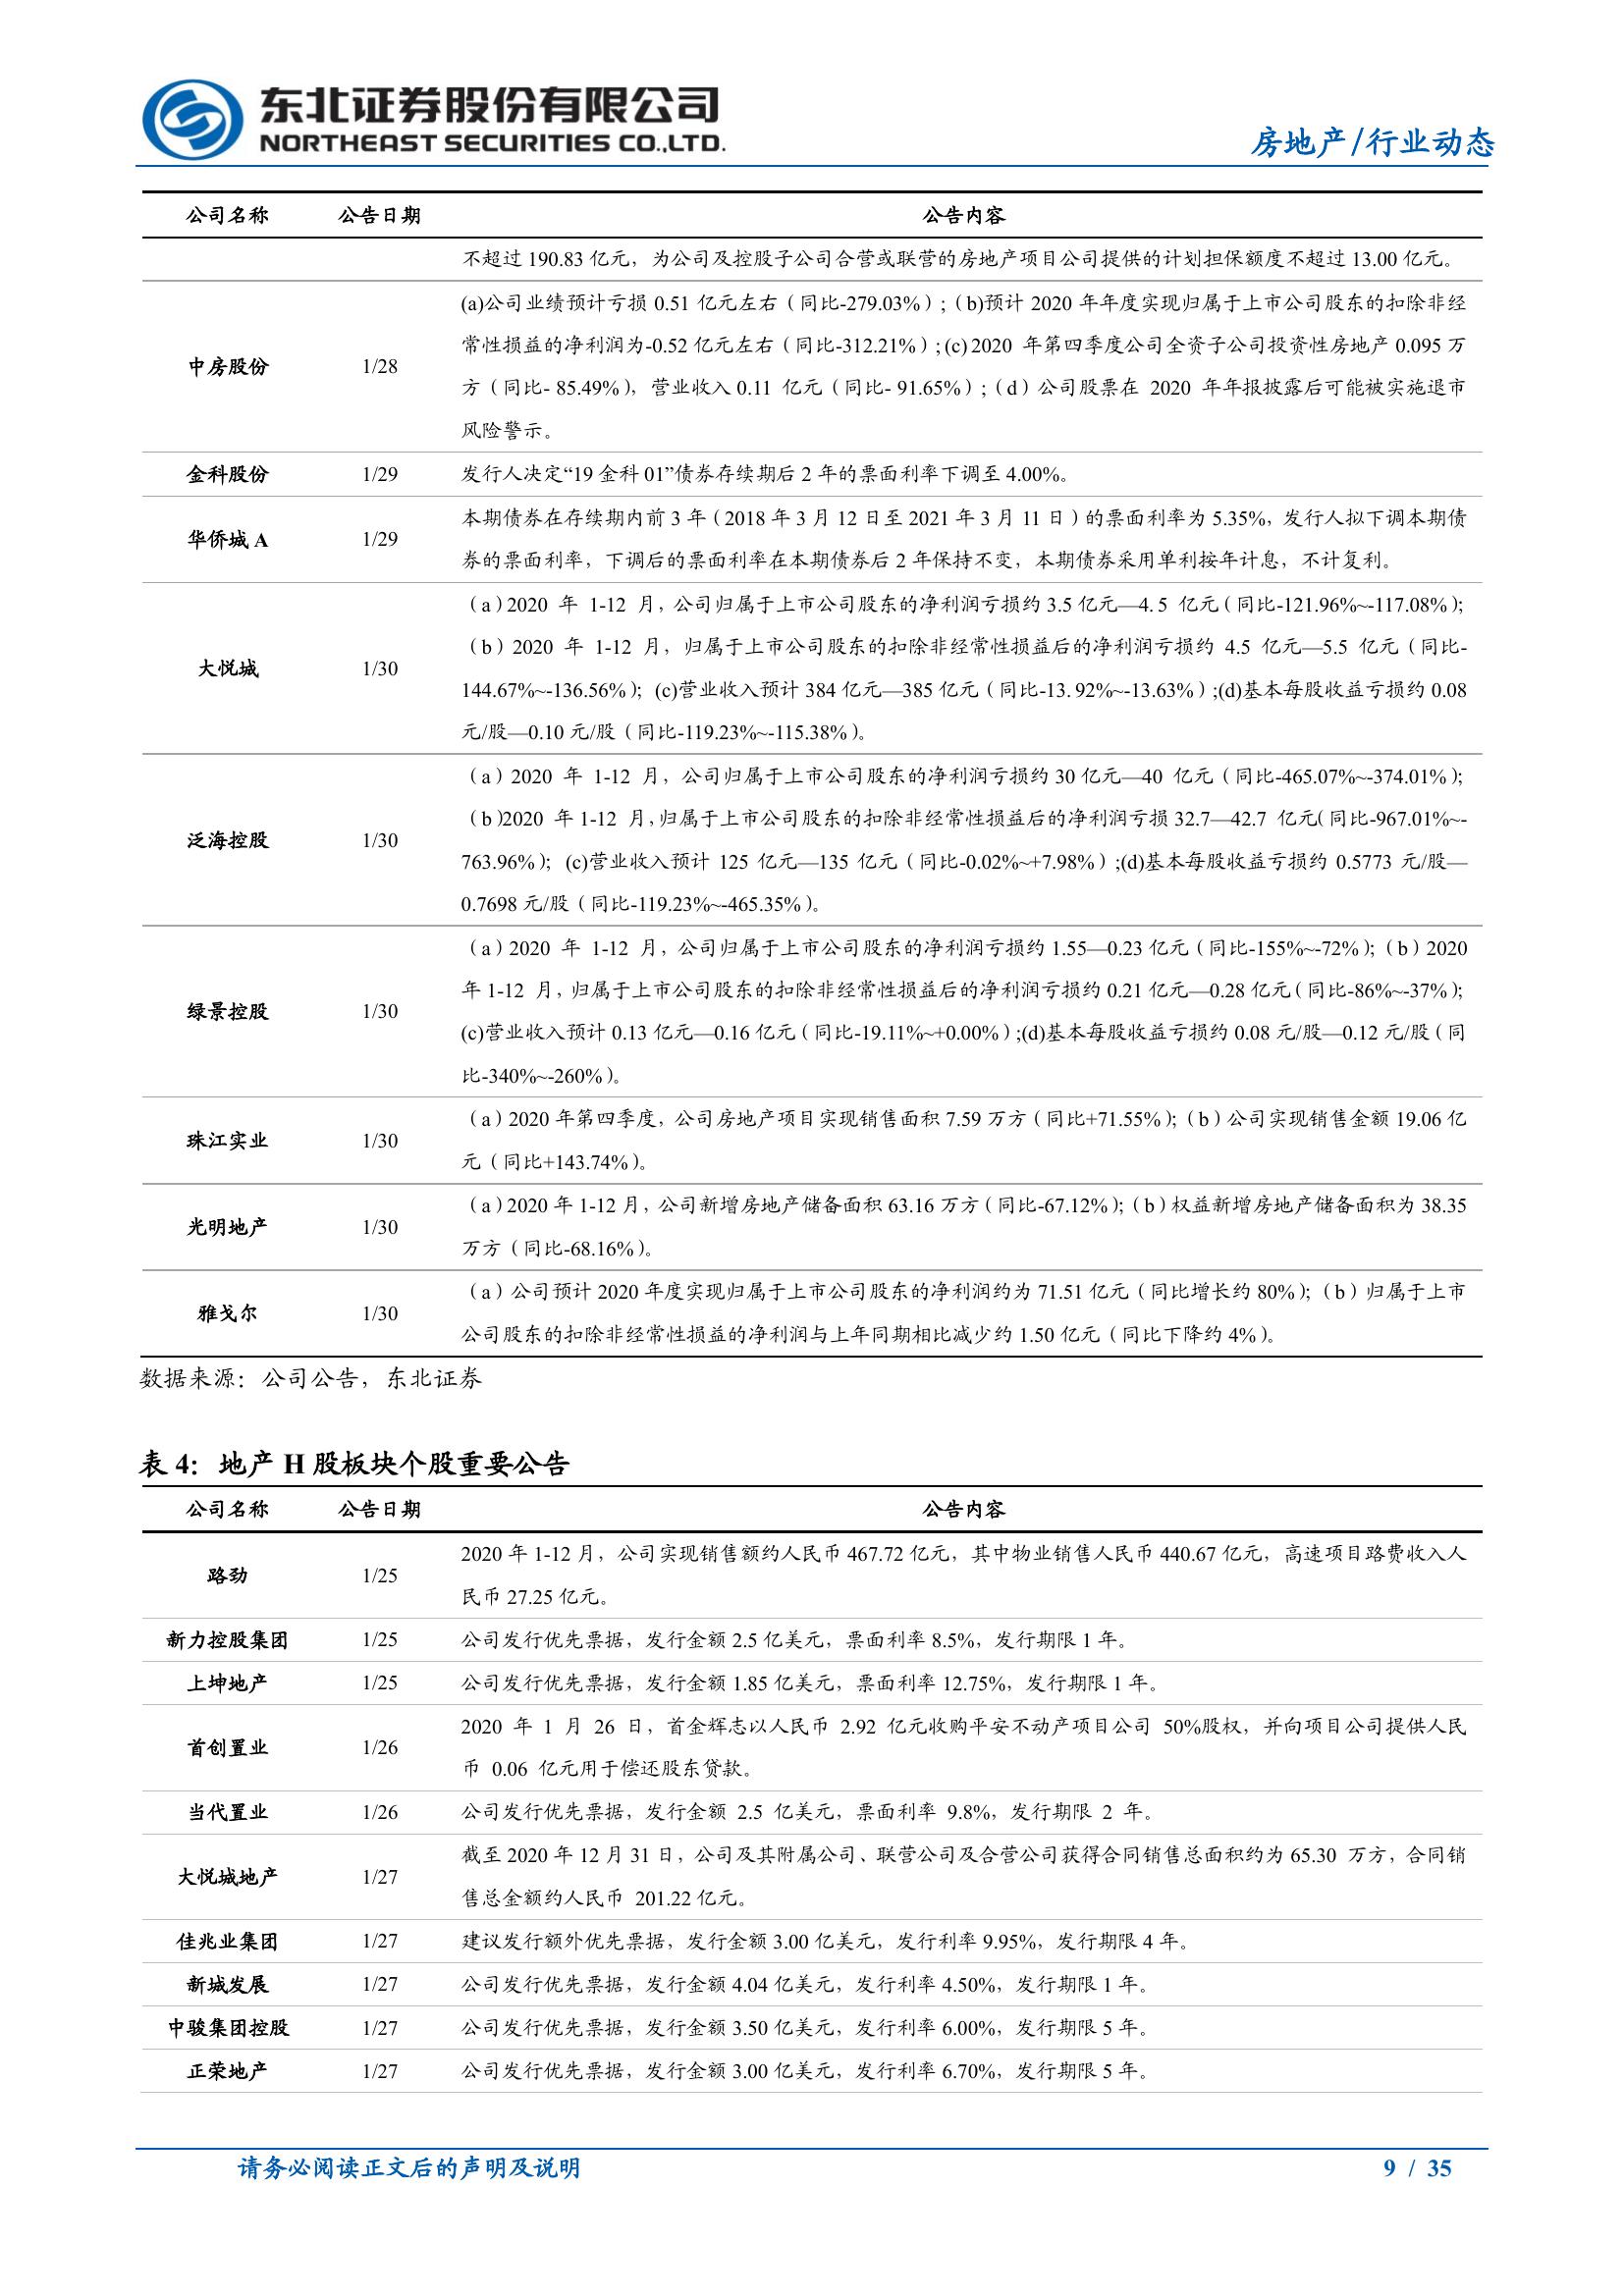 东北证券股份有限公司
NORTHEAST SECURITIES CO.,LTD.
房地产/行业动态
公司名称 公告日期 公告内容
不超过 190.83 亿元，为公司及控股子公司合营或联营的房地产项目公司提供的计划担保额度不超过 13.00 亿元。
中房股份 1/28
(a)公司业绩预计亏损 0.51 亿元左右（同比-279.03%）;（b)预计 2020 年年度实现归属于上市公司股东的扣除非经
常性损益的净利润为-0.52 亿元左右（同比-312.21%）; (c) 2020 年第四季度公司全资子公司投资性房地产 0.095 万
方（同比- 85.49%），营业收入 0.11 亿元（同比- 91.65%）;（d）公司股票在 2020 年年报披露后可能被实施退市
风险警示。
金科股份 1/29 发行人决定“19 金科 01”债券存续期后 2 年的票面利率下调至 4.00%。
华侨城 A 1/29
本期债券在存续期内前 3 年（2018 年 3 月 12 日至 2021 年 3 月 11 日）的票面利率为 5.35%，发行人拟下调本期债
券的票面利率，下调后的票面利率在本期债券后 2 年保持不变，本期债券采用单利按年计息，不计复利。
大悦城 1/30
（a）2020 年 1-12 月，公司归属于上市公司股东的净利润亏损约 3.5 亿元—4. 5 亿元（同比-121.96%~-117.08%）;
（b）2020 年 1-12 月，归属于上市公司股东的扣除非经常性损益后的净利润亏损约 4.5 亿元—5.5 亿元（同比-
144.67%~-136.56%）; (c)营业收入预计 384 亿元—385 亿元（同比-13. 92%~-13.63%）;(d)基本每股收益亏损约 0.08
元/股—0.10 元/股（同比-119.23%~-115.38%）。
泛海控股 1/30
（a）2020 年 1-12 月，公司归属于上市公司股东的净利润亏损约 30 亿元—40 亿元（同比-465.07%~-374.01%）;
（b）2020 年 1-12 月，归属于上市公司股东的扣除非经常性损益后的净利润亏损 32.7—42.7 亿元（同比-967.01%~-
763.96%）; (c)营业收入预计 125 亿元—135 亿元（同比-0.02%~+7.98%）;(d)基本每股收益亏损约 0.5773 元/股—
0.7698 元/股（同比-119.23%~-465.35%）。
绿景控股 1/30
（a）2020 年 1-12 月，公司归属于上市公司股东的净利润亏损约 1.55—0.23 亿元（同比-155%~-72%）;（b）2020
年 1-12 月，归属于上市公司股东的扣除非经常性损益后的净利润亏损约 0.21 亿元—0.28 亿元（同比-86%~-37%）;
(c)营业收入预计 0.13 亿元—0.16 亿元（同比-19.11%~+0.00%）;(d)基本每股收益亏损约 0.08 元/股—0.12 元/股（同
比-340%~-260%）。
珠江实业 1/30
（a）2020 年第四季度，公司房地产项目实现销售面积 7.59 万方（同比+71.55%）;（b）公司实现销售金额 19.06 亿
元（同比+143.74%）。
光明地产 1/30
（a）2020 年 1-12 月，公司新增房地产储备面积 63.16 万方（同比-67.12%）;（b）权益新增房地产储备面积为 38.35
万方（同比-68.16%）。
雅戈尔 1/30
（a）公司预计 2020 年度实现归属于上市公司股东的净利润约为 71.51 亿元（同比增长约 80%）;（b）归属于上市
公司股东的扣除非经常性损益的净利润与上年同期相比减少约 1.50 亿元（同比下降约 4%）。
数据来源：公司公告，东北证券
表 4：地产 H 股板块个股重要公告
公司名称 公告日期 公告内容
路劲 1/25
2020 年 1-12 月，公司实现销售额约人民币 467.72 亿元，其中物业销售人民币 440.67 亿元，高速项目路费收入人
民币 27.25 亿元。
新力控股集团 1/25 公司发行优先票据，发行金额 2.5 亿美元，票面利率 8.5%，发行期限 1 年。
上坤地产 1/25 公司发行优先票据，发行金额 1.85 亿美元，票面利率 12.75%，发行期限 1 年。
首创置业 1/26
2020 年 1 月 26 日，首金辉志以人民币 2.92 亿元收购平安不动产项目公司 50%股权，并向项目公司提供人民
币 0.06 亿元用于偿还股东贷款。
当代置业 1/26 公司发行优先票据，发行金额 2.5 亿美元，票面利率 9.8%，发行期限 2 年。
大悦城地产 1/27
截至 2020 年 12 月 31 日，公司及其附属公司、联营公司及合营公司获得合同销售总面积约为 65.30 万方，合同销
售总金额约人民币 201.22 亿元。
佳兆业集团 1/27 建议发行额外优先票据，发行金额 3.00 亿美元，发行利率 9.95%，发行期限 4 年。
新城发展 1/27 公司发行优先票据，发行金额 4.04 亿美元，发行利率 4.50%，发行期限 1 年。
中骏集团控股 1/27 公司发行优先票据，发行金额 3.50 亿美元，发行利率 6.00%，发行期限 5 年。
正荣地产 1/27 公司发行优先票据，发行金额 3.00 亿美元，发行利率 6.70%，发行期限 5 年。
请务必阅读正文后的声明及说明
9 / 35